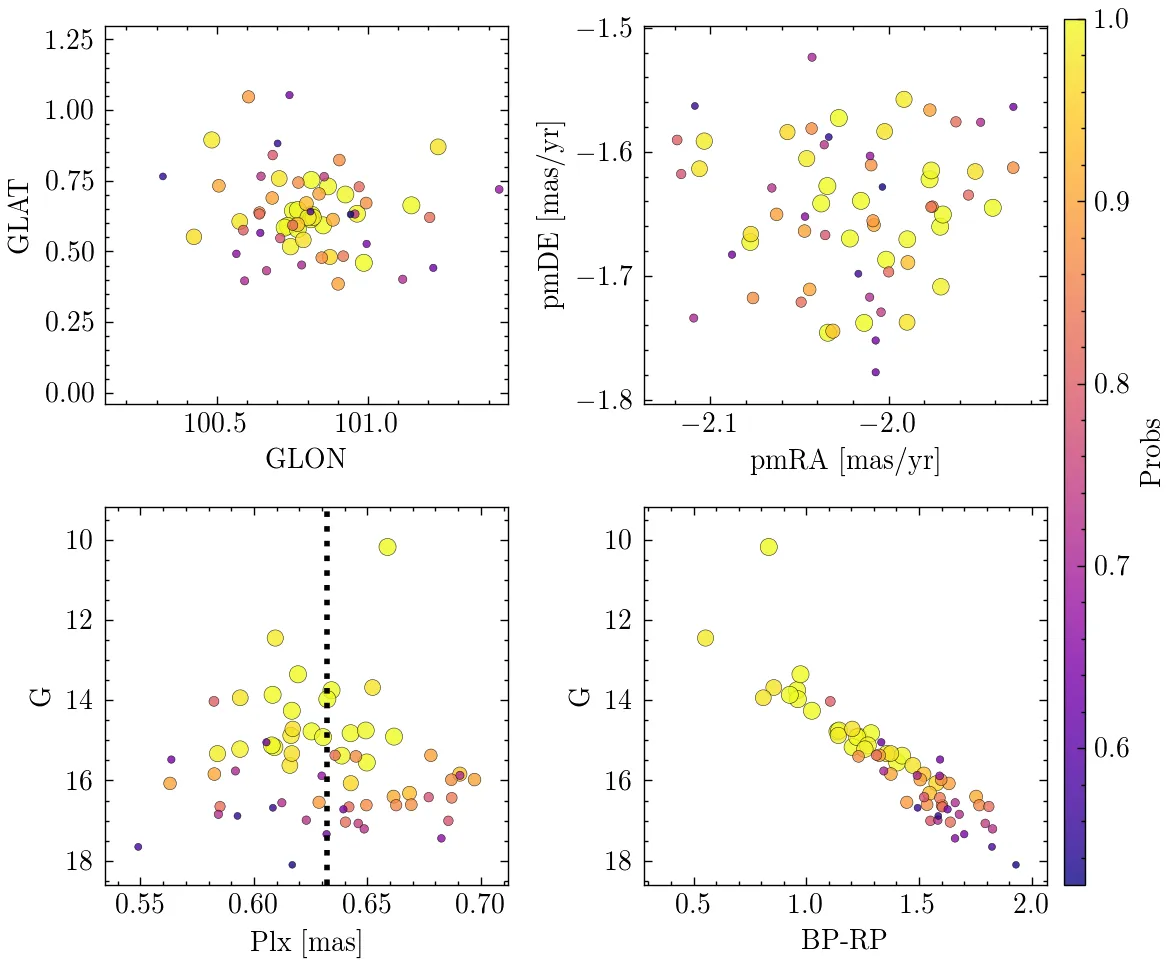 1.25
1.00
0.75
0.50
0.25
0.00
GLAT
100.5 101.0
GLON
−1.5
−1.6
−1.7
−1.8
pmDE [mas/yr]
−2.1 −2.0
pmRA [mas/yr]
10
12
14
16
18
G
0.55 0.60 0.65 0.70
Plx [mas]
10
12
14
16
18
G
0.5 1.0 1.5 2.0
BP-RP
1.0
0.9
0.8
0.7
0.6
Probs